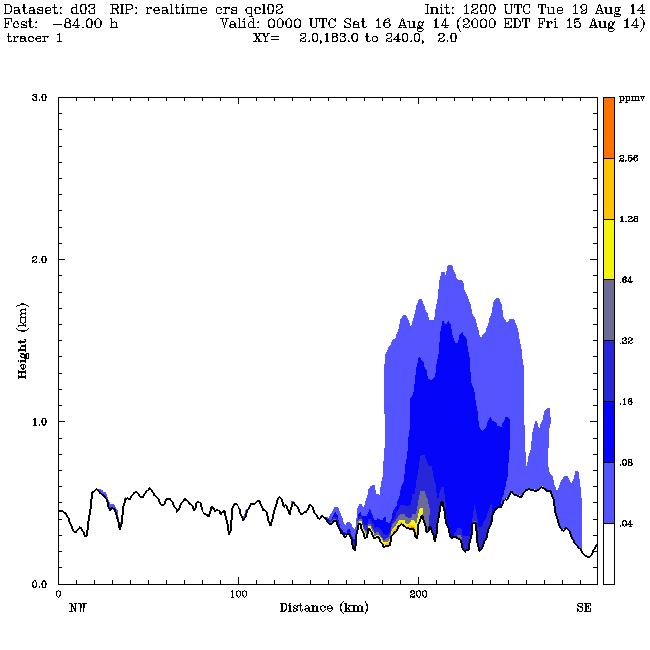 Dataset: d03 RIP: realtime crs qcl02 Init: 1200 UTC Tue 19 Aug 14
Fcst: -84.00 h Valid: 0000 UTC Sat 16 Aug 14 (2000 EDT Fri 15 Aug 14)
tracer 1 XY= 2.0,183.0 to 240.0, 2.0
3.0
2.0
1.0
0.0
Height (km)
0 100 200
NW Distance (km) SE
ppmv
2.56
1.28
.64
.32
.16
.08
.04